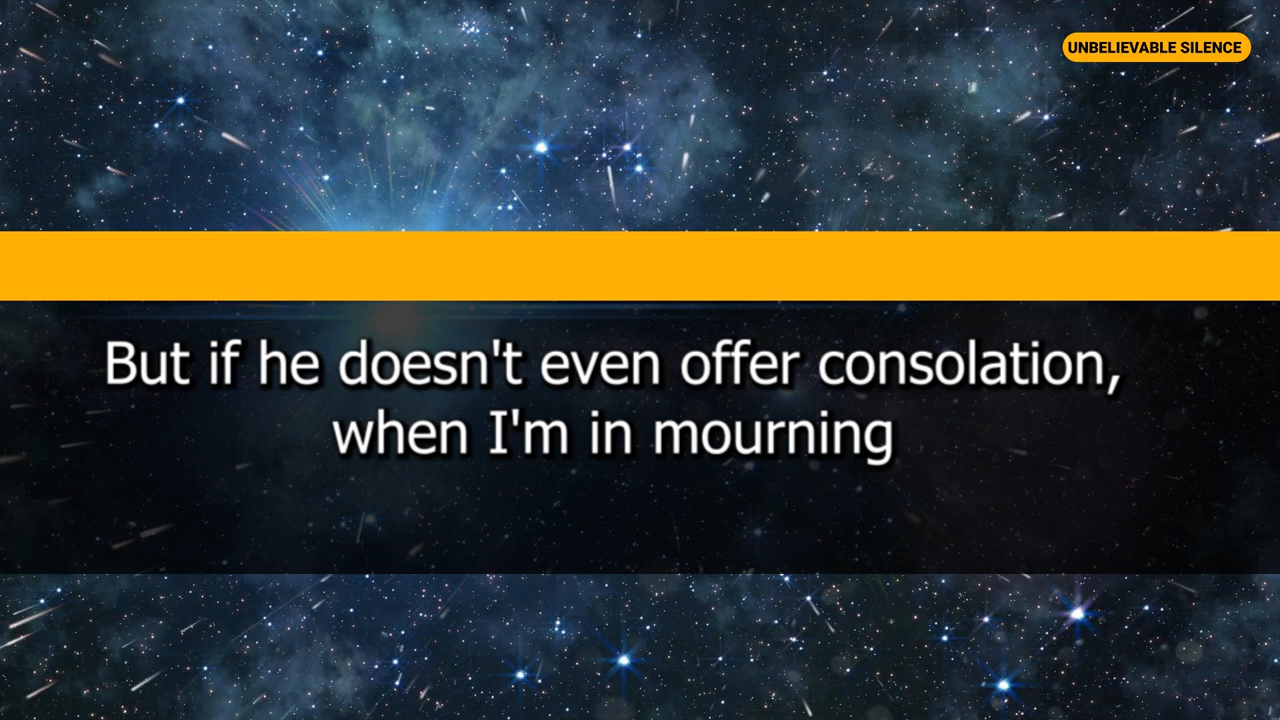 UNBELIEVABLE SILENCE
But if he doesn't even offer consolation,
when I'm in mourning